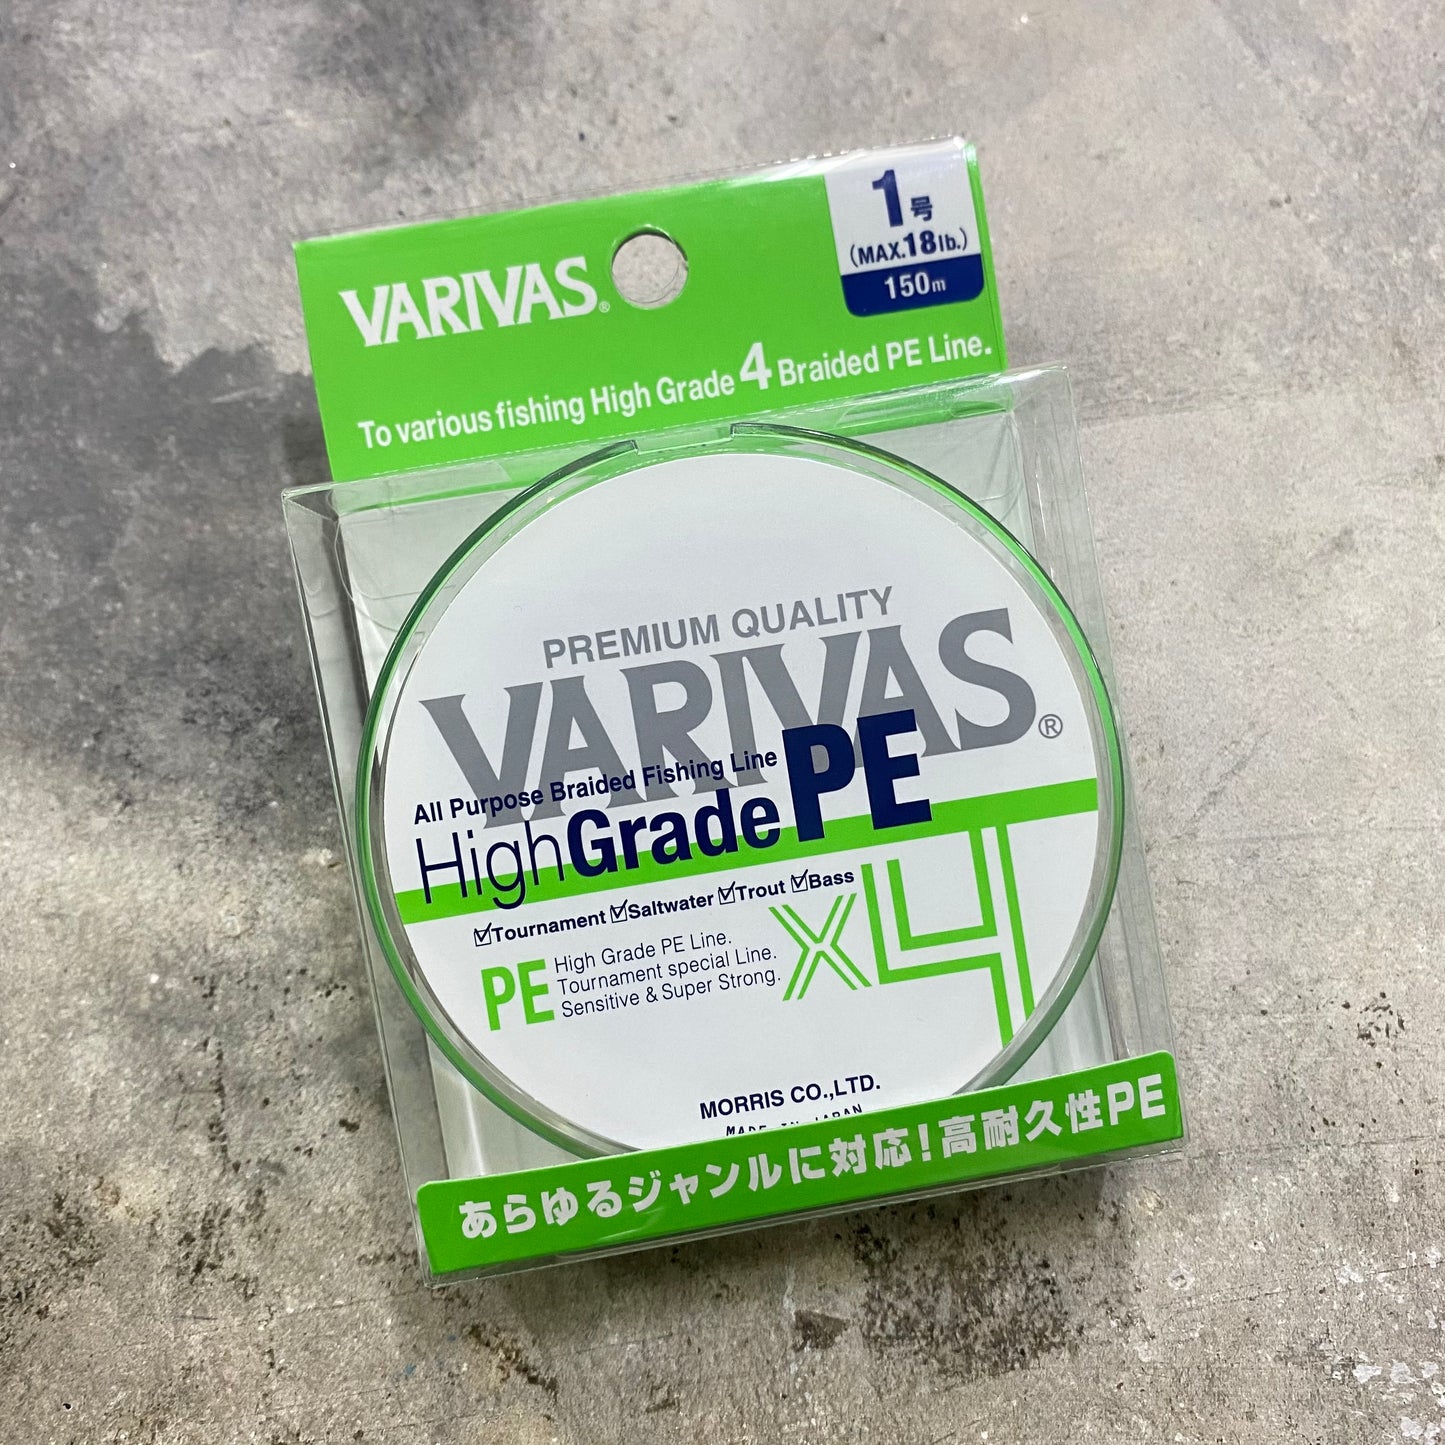 1号
(MAX.18lb.)
150m
VARIVAS®
To various fishing High Grade 4 Braided PE Line.
PREMIUM QUALITY
VARIVAS®
All Purpose Braided Fishing Line
HighGradePE
☑Tournament ☑Saltwater ☑Trout ☑Bass
X4
PE
High Grade PE Line.
Tournament special Line.
Sensitive & Super Strong.
MORRIS CO.,LTD.
MADE IN JAPAN
あらゆるジャンルに対応!高耐久性PE